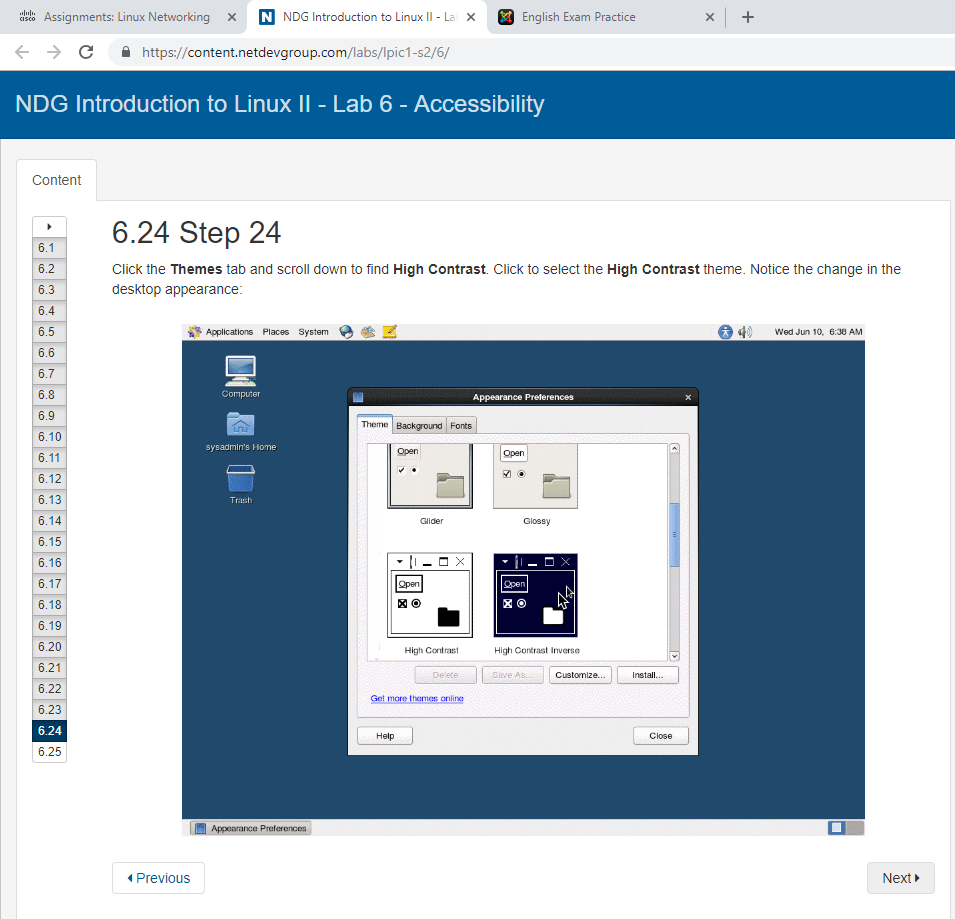 Assignments: Linux Networking
NDG Introduction to Linux II - La
English Exam Practice
https://content.netdevgroup.com/labs/lpic1-s2/6/
NDG Introduction to Linux II - Lab 6 - Accessibility
Content
6.1
6.2
6.3
6.4
6.5
6.6
6.7
6.8
6.9
6.10
6.11
6.12
6.13
6.14
6.15
6.16
6.17
6.18
6.19
6.20
6.21
6.22
6.23
6.24
6.25
6.24 Step 24
Click the Themes tab and scroll down to find High Contrast. Click to select the High Contrast theme. Notice the change in the
desktop appearance:
Applications Places System
Wed Jun 10, 6:38 AM
Computer
sysadmin's Home
Trash
Appearance Preferences
Theme Background Fonts
Open Open
Glider Glossy
Open Open
High Contrast High Contrast Inverse
Delete Save As... Customize... Install...
Get more themes online
Help Close
Appearance Preferences
Previous
Next